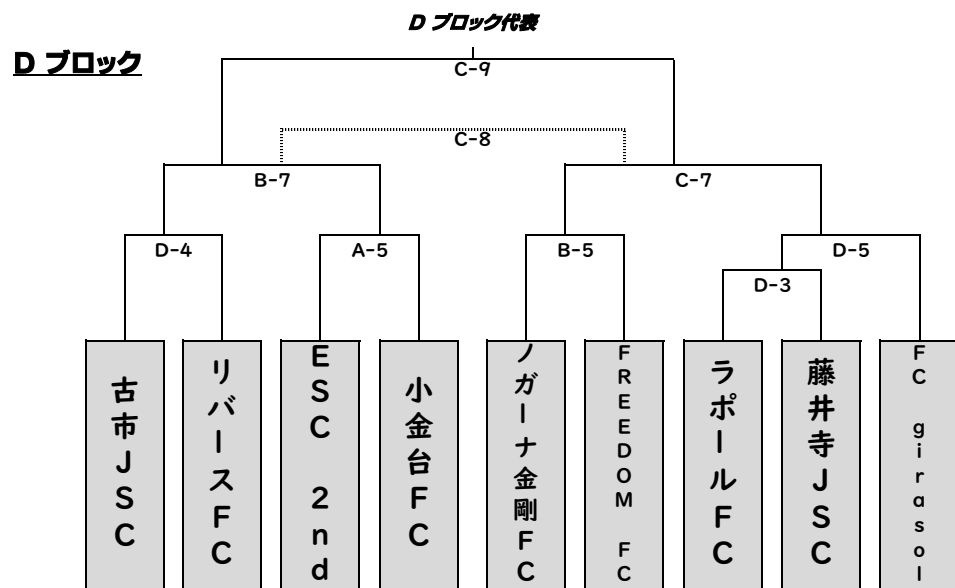 D ブロック代表
D ブロック
C-9
C-8
B-7
C-7
D-4
A-5
B-5
D-5
D-3
古市JSC
リバースFC
ESC 2nd
小金台FC
ノガーナ金剛FC
FREEDOM FC
ラポールFC
藤井寺JSC
FC girasol